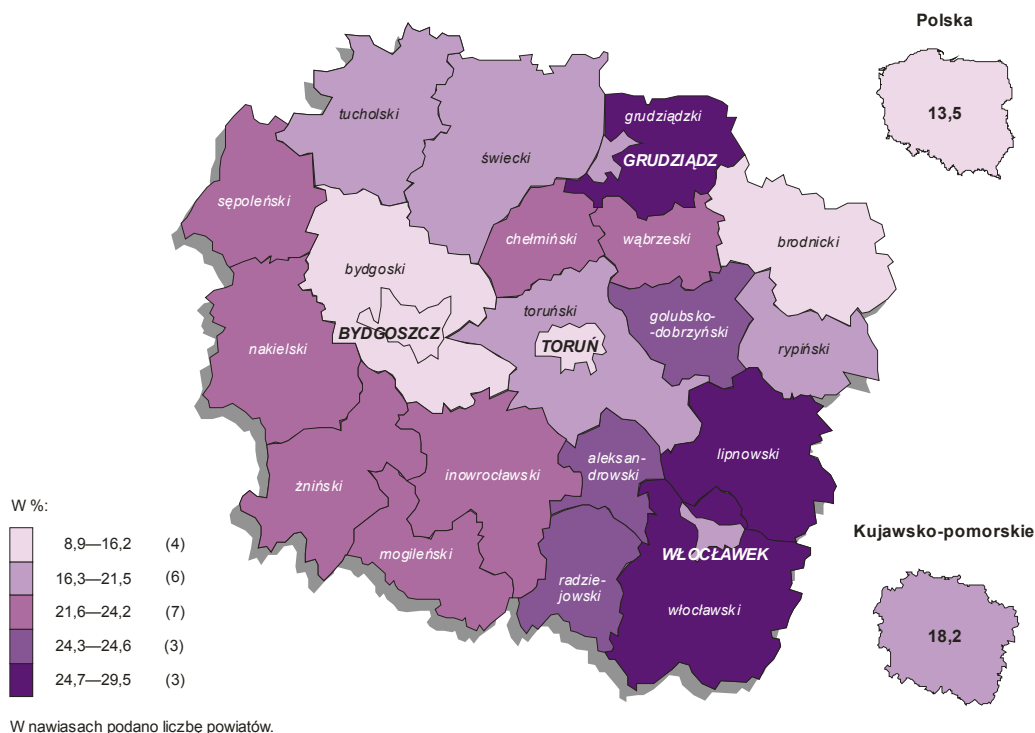 Polska
13,5
tucholski
grudziądzki
świecki
GRUDZIĄDZ
sępoleński
chełmiński
wąbrzeski
brodnicki
bydgoski
toruński
golubsko-
-dobrzyński
BYDGOSZCZ
TORUŃ
nakielski
rypiński
aleksan-
drowski
lipnowski
inowrocławski
żniński
mogileński
WŁOCŁAWEK
radzie-
jowski
włocławski
W %:
8,9—16,2 (4)
16,3—21,5 (6)
21,6—24,2 (7)
24,3—24,6 (3)
24,7—29,5 (3)
Kujawsko-pomorskie
18,2
W nawiasach podano liczbę powiatów.